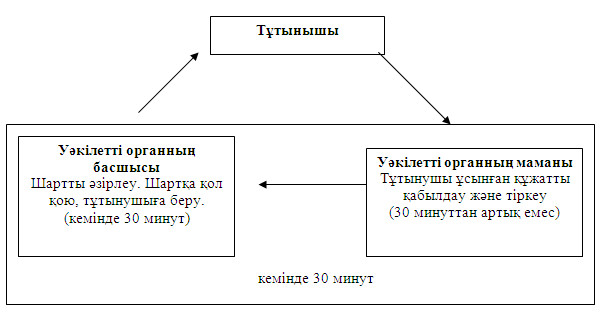 Тұтынышы
Уәкілетті органның
басшысы
Шартты әзірлеу. Шартқа қол
қою, тұтынушыға беру.
(кемінде 30 минут)
Уәкілетті органның маманы
Тұтынушы ұсынған құжатты
қабылдау және тіркеу
(30 минуттан артық емес)
кемінде 30 минут